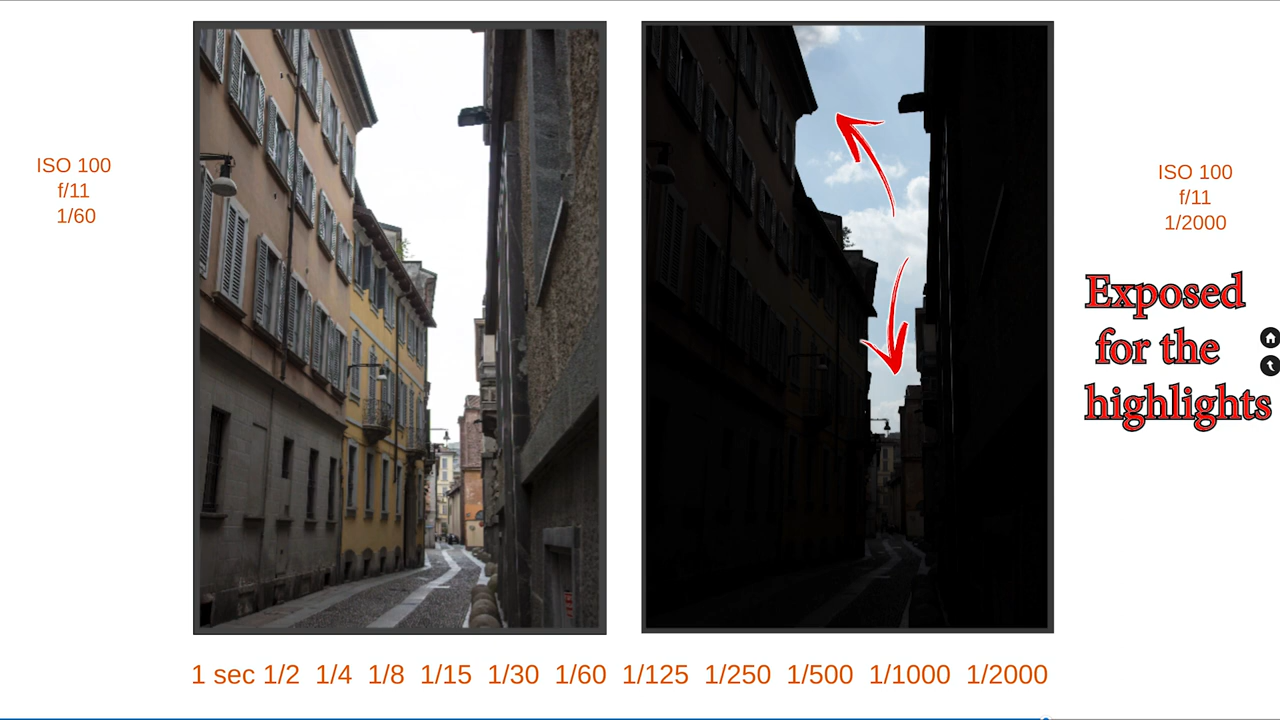 ISO 100
f/11
1/60
ISO 100
f/11
1/2000
Exposed
for the
highlights
1 sec 1/2 1/4 1/8 1/15 1/30 1/60 1/125 1/250 1/500 1/1000 1/2000